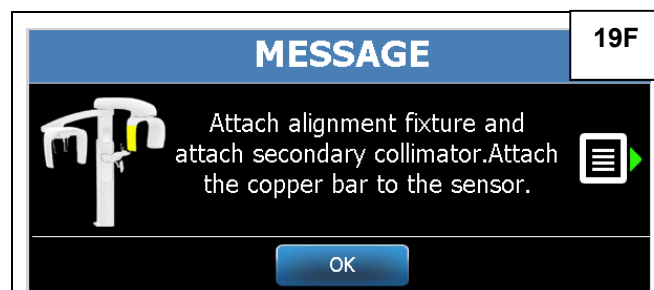 MESSAGE
19F
Attach alignment fixture and
attach secondary collimator.Attach
the copper bar to the sensor.
OK